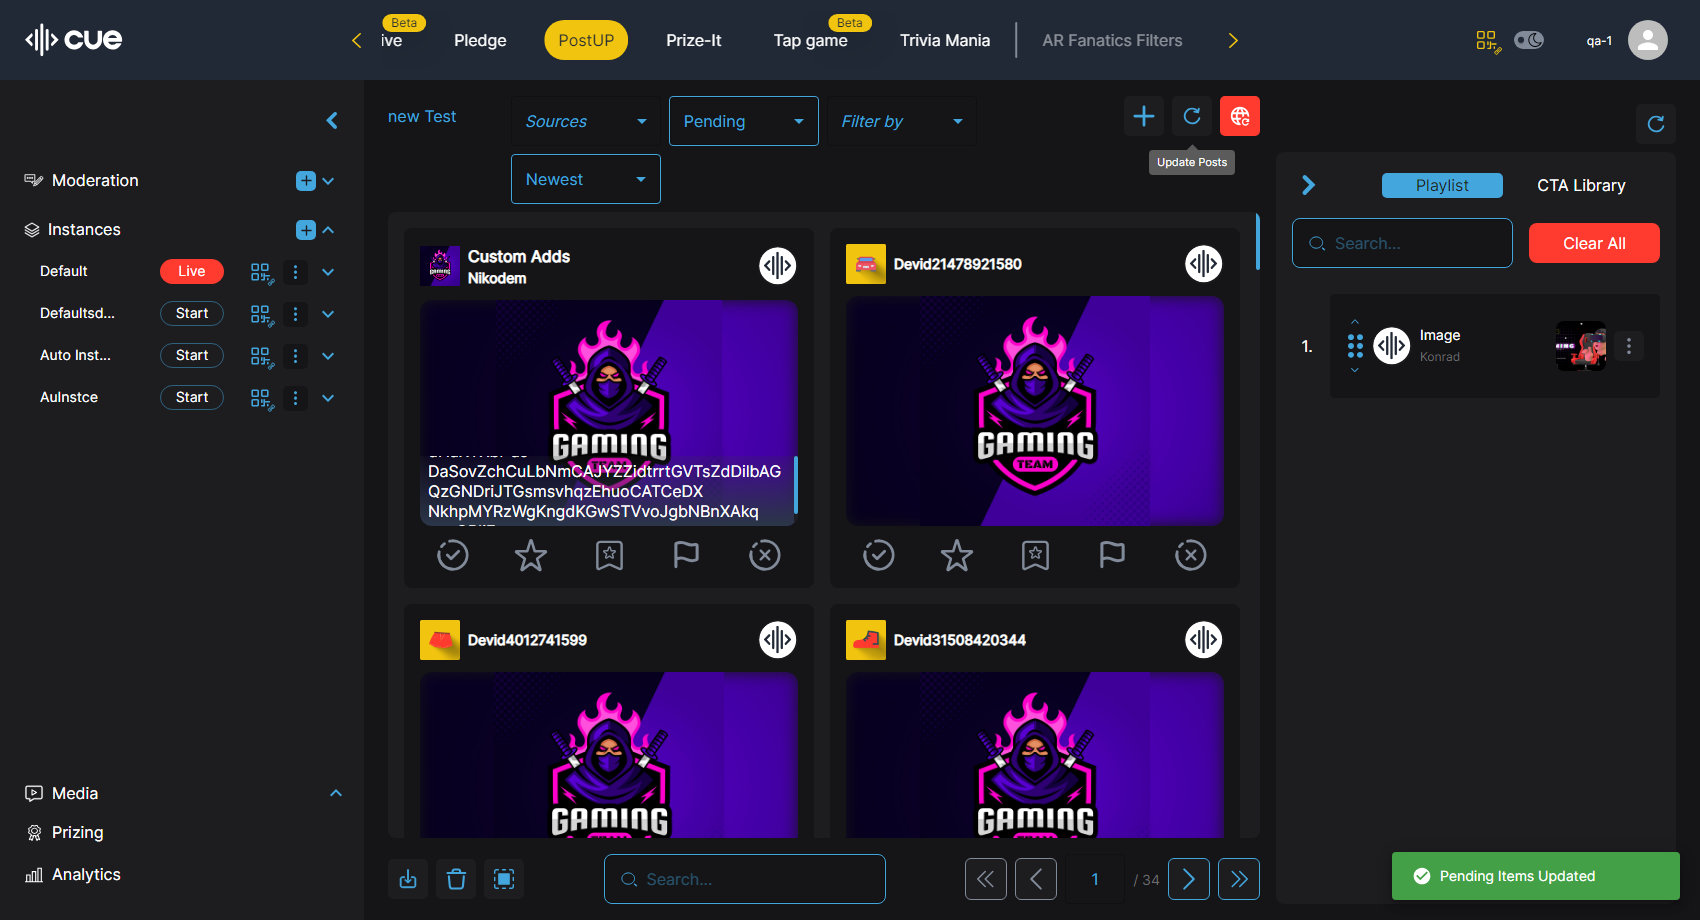 cue
Beta
ive
Pledge
PostUP
Prize-It
Beta
Tap game
Trivia Mania
AR Fanatics Filters
qa-1
Moderation
Instances
Default
Live
Defaultsd...
Start
Auto Inst...
Start
AuInstce
Start
Media
Prizing
Analytics
new Test
Sources
Pending
Filter by
Newest
Update Posts
Custom Adds
Nikodem
GAMING
DaSovZchCuLbNmCAJYZZidtrrtGVTsZdDilbAG
QzGNDriJTGsmsvhqzEhuoCATCeDX
NkhpMYRzWgKngdKGwSTVvoJgbNBnXAkq
Devid21478921580
GAMING
TEAM
Devid4012741599
GAMING
Devid31508420344
GAMING
Search...
1
/ 34
Playlist
CTA Library
Search...
Clear All
1.
Image
Konrad
Pending Items Updated